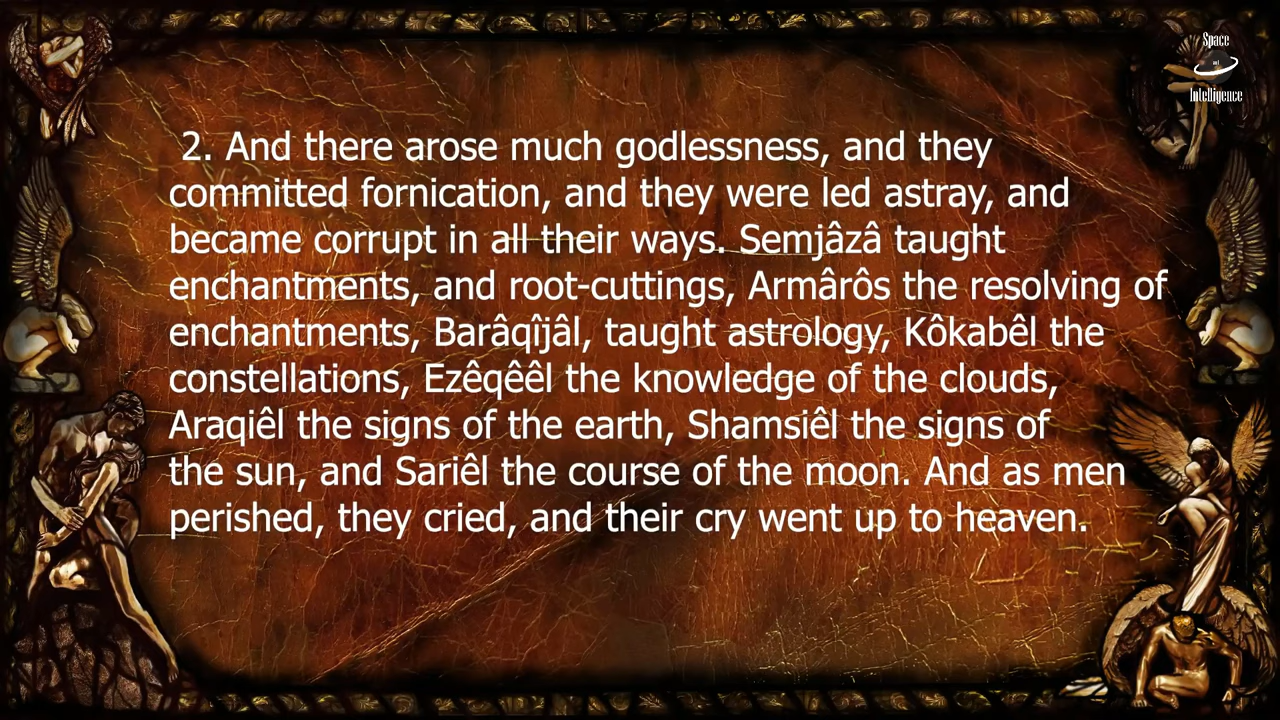 Space
and
Intelligence
2. And there arose much godlessness, and they
committed fornication, and they were led astray, and
became corrupt in all their ways. Semjâzâ taught
enchantments, and root-cuttings, Armârôs the resolving of
enchantments, Barâqîjâl, taught astrology, Kôkabêl the
constellations, Ezêqêêl the knowledge of the clouds,
Araqiêl the signs of the earth, Shamsiêl the signs of
the sun, and Sariêl the course of the moon. And as men
perished, they cried, and their cry went up to heaven.